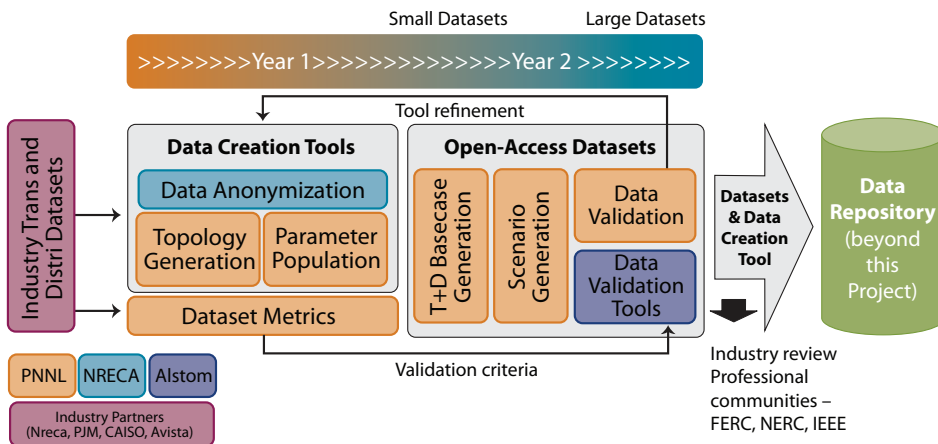 Small Datasets
Large Datasets
>>>>>>>>Year 1>>>>>>>>>>>>>>Year 2 >>>>>>>>
Tool refinement
Industry Trans and
Distri Datasets
Data Creation Tools
Data Anonymization
Topology
Generation
Parameter
Population
Dataset Metrics
Open-Access Datasets
T+D Basecase
Generation
Scenario
Generation
Data
Validation
Data
Validation
Tools
Validation criteria
Datasets
& Data
Creation
Tool
Data
Repository
(beyond
this
Project)
Industry review
Professional
communities –
FERC, NERC, IEEE
PNNL
NRECA
Alstom
Industry Partners
(Nreca, PJM, CAISO, Avista)